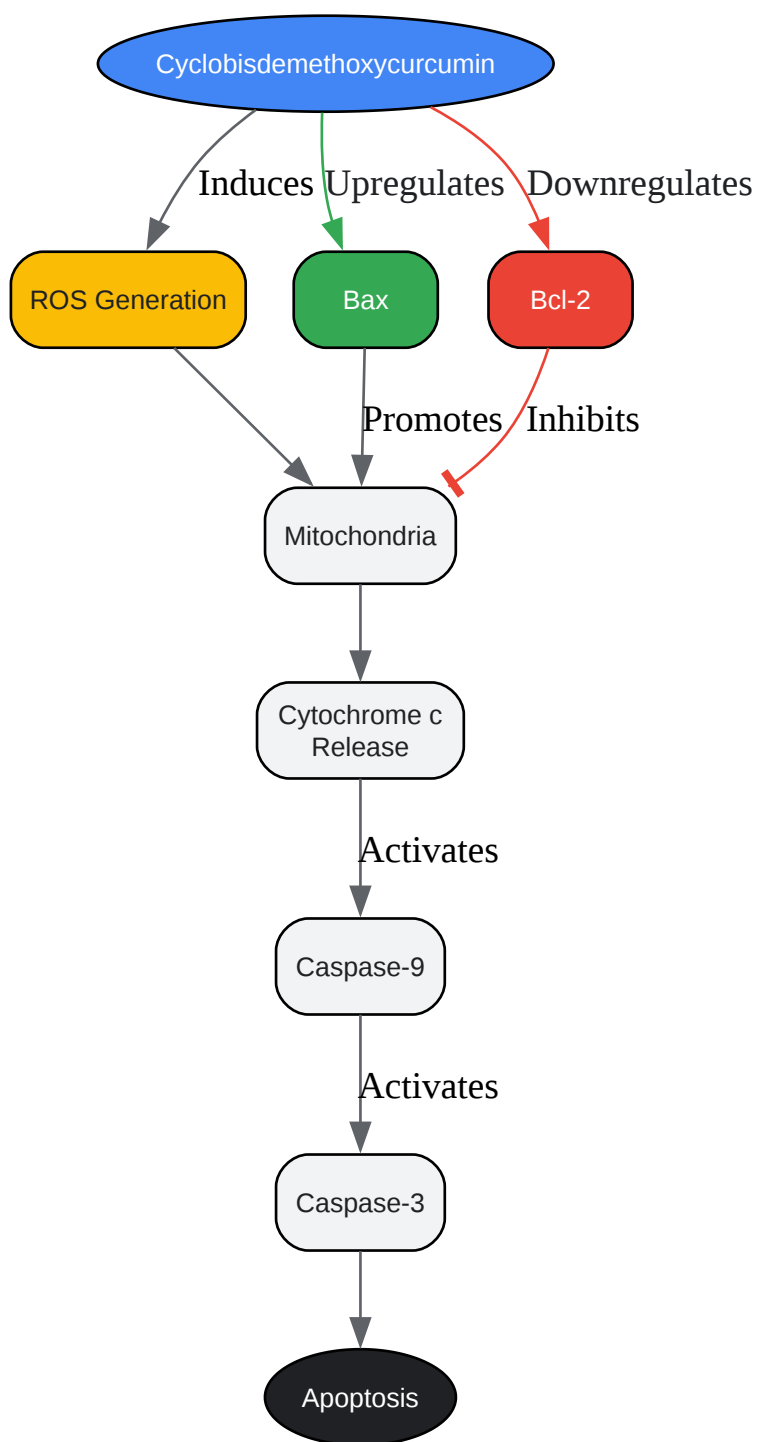 Cyclobisdemethoxycurcumin
Induces
Upregulates
Downregulates
ROS Generation
Bax
Bcl-2
Promotes
Inhibits
Mitochondria
Cytochrome c
Release
Activates
Caspase-9
Activates
Caspase-3
Apoptosis